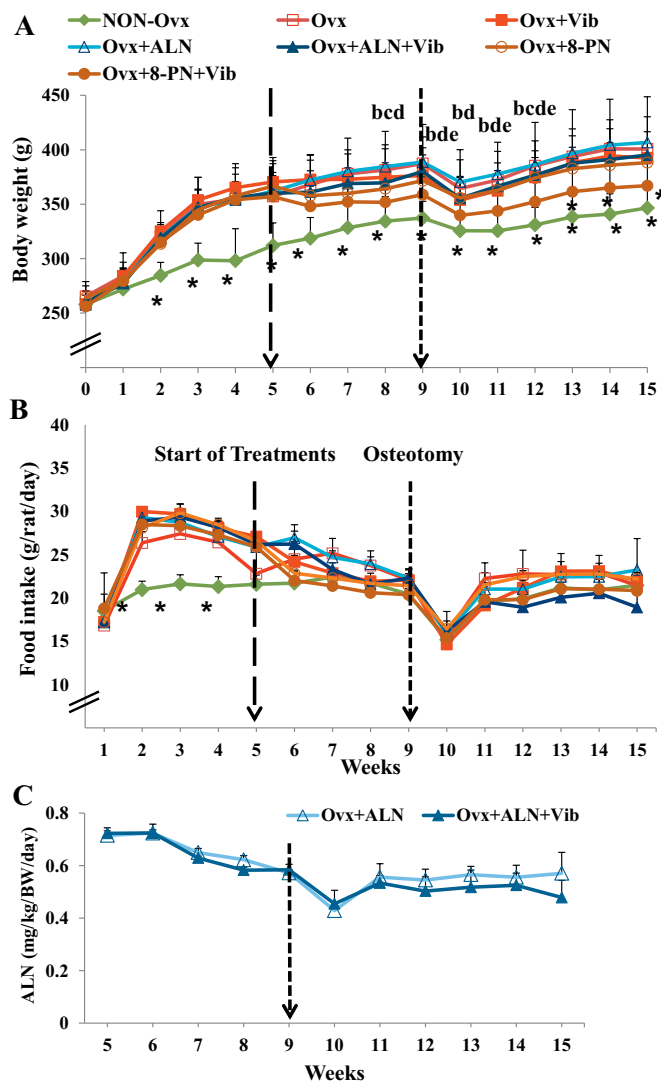 A
NON-Ovx Ovx Ovx+Vib
Ovx+ALN Ovx+ALN+Vib Ovx+8-PN
Ovx+8-PN+Vib
Body weight (g)
450
400
350
300
250
bcd bde bd bde bcde
* * * * * * * * * * * * * *
0 1 2 3 4 5 6 7 8 9 10 11 12 13 14 15
B
Food intake (g/rat/day)
40
35
30
25
20
15
10
Start of Treatments Osteotomy
* * *
1 2 3 4 5 6 7 8 9 10 11 12 13 14 15
Weeks
C
Ovx+ALN Ovx+ALN+Vib
ALN (mg/kg/BW/day)
0.8
0.6
0.4
0.2
0
5 6 7 8 9 10 11 12 13 14 15
Weeks